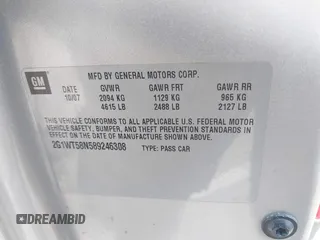 GM
MFD BY GENERAL MOTORS CORP.
DATE GVWR GAWR FRT GAWR RR
10/07 2094 KG 1129 KG 965 KG
4615 LB 2488 LB 2127 LB
THIS VEHICLE CONFORMS TO ALL APPLICABLE U.S. FEDERAL MOTOR
VEHICLE SAFETY, BUMPER, AND THEFT PREVENTION STANDARDS
IN EFFECT ON THE DATE OF MANUFACTURE SHOWN ABOVE.
2G1WT58N589246308 TYPE: PASS CAR
DREAMBID